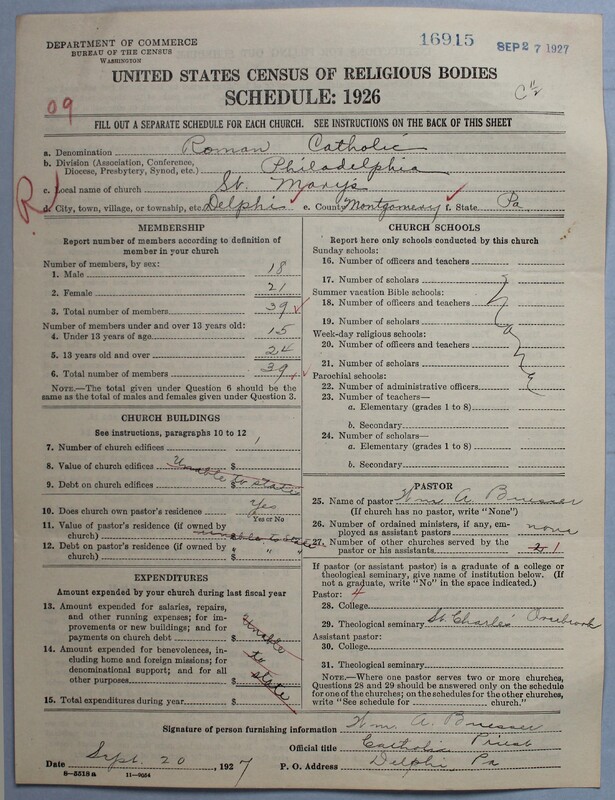 DEPARTMENT OF COMMERCE
BUREAU OF THE CENSUS
WASHINGTON
16915
SEP 27 1927
UNITED STATES CENSUS OF RELIGIOUS BODIES
SCHEDULE: 1926
09
FILL OUT A SEPARATE SCHEDULE FOR EACH CHURCH. SEE INSTRUCTIONS ON THE BACK OF THIS SHEET
a. Denomination Roman Catholic
b. Division (Association, Conference, Diocese, Presbytery, Synod, etc.) Philadelphia
c. Local name of church St. Mary's
R
d. City, town, village, or township, etc. Delphi e. County Montgomery f. State Pa
MEMBERSHIP
Report number of members according to definition of
member in your church
Number of members, by sex:
1. Male 18
2. Female 21
3. Total number of members 39
Number of members under and over 13 years old:
4. Under 13 years of age 15
5. 13 years old and over 24
6. Total number of members 39
NOTE.—The total given under Question 6 should be
the same as the total of males and females given under Question 3.
CHURCH BUILDINGS
See instructions, paragraphs 10 to 12
7. Number of church edifices 1
8. Value of church edifices $ Unable to state
9. Debt on church edifices $
10. Does church own pastor's residence Yes
Yes or No
11. Value of pastor's residence (if owned by
church) $ unable to State
12. Debt on pastor's residence (if owned by
church) $ " " "
EXPENDITURES
Amount expended by your church during last fiscal year
13. Amount expended for salaries, repairs,
and other running expenses; for im-
provements or new buildings; and for
payments on church debt $ Unable
14. Amount expended for benevolences, in-
cluding home and foreign missions; for
denominational support; and for all
other purposes $ to
15. Total expenditures during year $ state
CHURCH SCHOOLS
Report here only schools conducted by this church
Sunday schools:
16. Number of officers and teachers
17. Number of scholars
Summer vacation Bible schools:
18. Number of officers and teachers
19. Number of scholars
Week-day religious schools:
20. Number of officers and teachers
21. Number of scholars
Parochial schools:
22. Number of administrative officers
23. Number of teachers—
a. Elementary (grades 1 to 8)
b. Secondary
24. Number of scholars—
a. Elementary (grades 1 to 8)
b. Secondary
PASTOR
25. Name of pastor Wm. A. Buesser
(If church has no pastor, write "None")
26. Number of ordained ministers, if any, em-
ployed as assistant pastors none
27. Number of other churches served by the
pastor or his assistants 1
If pastor (or assistant pastor) is a graduate of a college or
theological seminary, give name of institution below. (If
not a graduate, write "No" in the space indicated.)
Pastor: 4
28. College
29. Theological seminary St. Charles' Overbrook
Assistant pastor:
30. College
31. Theological seminary
NOTE.—Where one pastor serves two or more churches,
Questions 28 and 29 should be answered only on the schedule
for one of the churches; on the schedules for the other churches,
write "See schedule for church."
Signature of person furnishing information Wm. A. Buesser
Official title Catholic Priest
Date Sept. 20, 1927 P. O. Address Delphi Pa
8—5518 a 11—9054